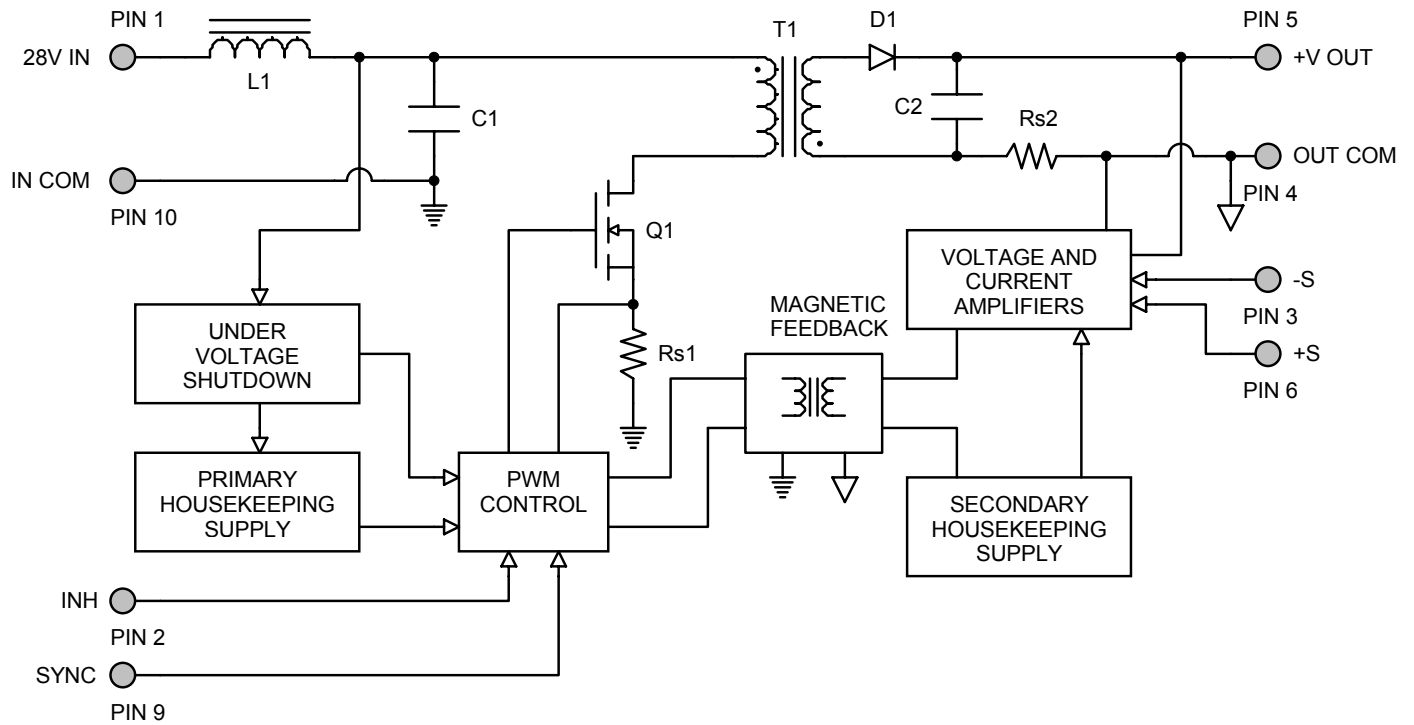 PIN 1
28V IN
L1
C1
T1
D1
C2
Rs2
PIN 5
+V OUT
OUT COM
PIN 4
IN COM
PIN 10
Q1
Rs1
UNDER
VOLTAGE
SHUTDOWN
PRIMARY
HOUSEKEEPING
SUPPLY
PWM
CONTROL
MAGNETIC
FEEDBACK
VOLTAGE AND
CURRENT
AMPLIFIERS
-S
PIN 3
+S
PIN 6
SECONDARY
HOUSEKEEPING
SUPPLY
INH
PIN 2
SYNC
PIN 9